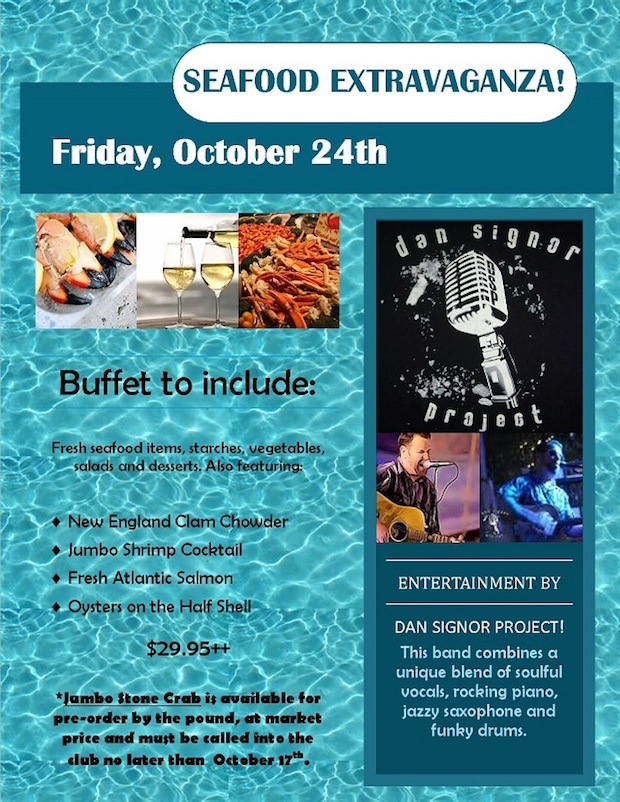 SEAFOOD EXTRAVAGANZA!
Friday, October 24th
dan signor
project
Buffet to include:
Fresh seafood items, starches, vegetables,
salads and desserts. Also featuring:
♦ New England Clam Chowder
♦ Jumbo Shrimp Cocktail
♦ Fresh Atlantic Salmon
♦ Oysters on the Half Shell
$29.95++
*Jumbo Stone Crab is available for
pre-order by the pound, at market
price and must be called into the
club no later than October 17th.
ENTERTAINMENT BY
DAN SIGNOR PROJECT!
This band combines a
unique blend of soulful
vocals, rocking piano,
jazzy saxophone and
funky drums.